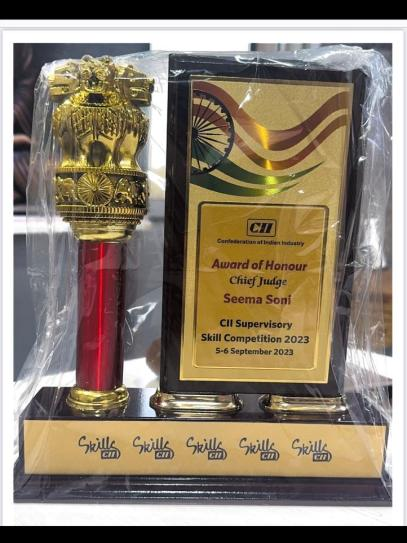 CII
Confederation of Indian Industry
Award of Honour
Chief Judge
Seema Soni
CII Supervisory
Skill Competition 2023
5-6 September 2023
Skills CII Skills CII Skills CII Skills CII Skills CII